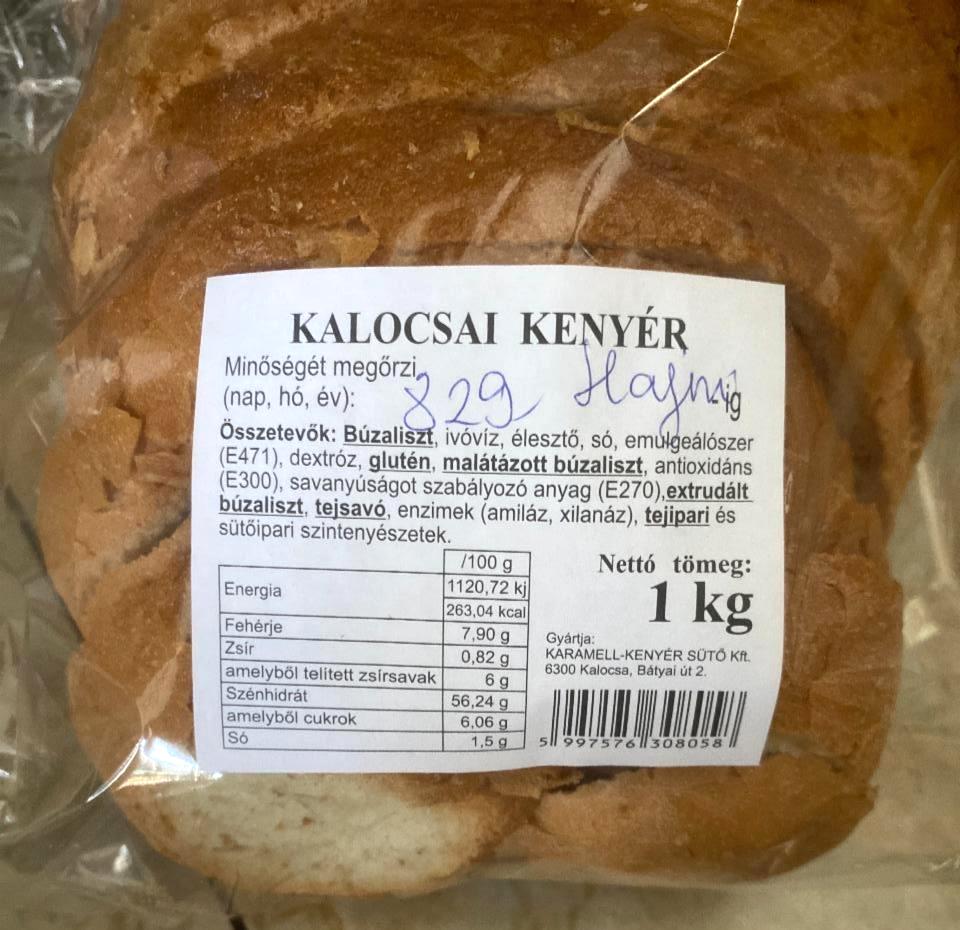 KALOCSAI KENYÉR
Minőségét megőrzi
(nap, hó, év): 829 Hajni -ig
Összetevők: Búzaliszt, ivóvíz, élesztő, só, emulgeálószer
(E471), dextróz, glutén, malátázott búzaliszt, antioxidáns
(E300), savanyúságot szabályozó anyag (E270),extrudált
búzaliszt, tejsavó, enzimek (amiláz, xilanáz), tejipari és
sütőipari szintenyészetek.
/100 g
Energia 1120,72 kj
263,04 kcal
Fehérje 7,90 g
Zsír 0,82 g
amelyből telített zsírsavak 6 g
Szénhidrát 56,24 g
amelyből cukrok 6,06 g
Só 1,5 g
Nettó tömeg:
1 kg
Gyártja:
KARAMELL-KENYÉR SÜTŐ Kft.
6300 Kalocsa, Bátyai út 2.
5 997576 308058